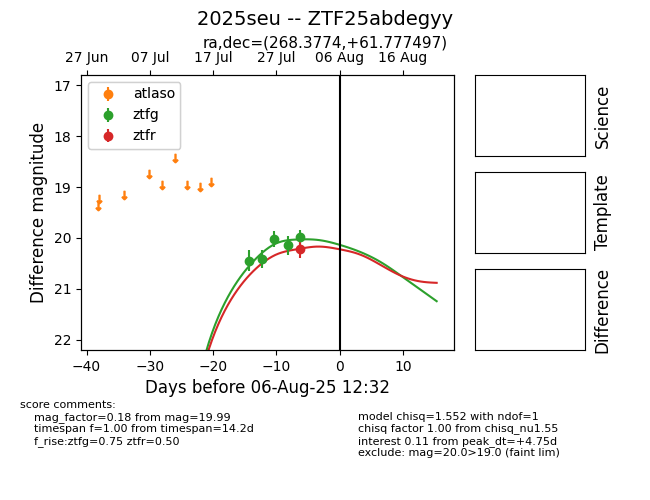 2025seu -- ZTF25abdegyy
ra,dec=(268.3774,+61.777497)
27 Jun 07 Jul 17 Jul 27 Jul 06 Aug 16 Aug
17
18
19
20
21
22
Difference magnitude
atlaso
ztfg
ztfr
−40 −30 −20 −10 0 10
Days before 06-Aug-25 12:32
Science
Template
Difference
score comments:
mag_factor=0.18 from mag=19.99
timespan f=1.00 from timespan=14.2d
f_rise:ztfg=0.75 ztfr=0.50
model chisq=1.552 with ndof=1
chisq factor 1.00 from chisq_nu1.55
interest 0.11 from peak_dt=+4.75d
exclude: mag=20.0>19.0 (faint lim)